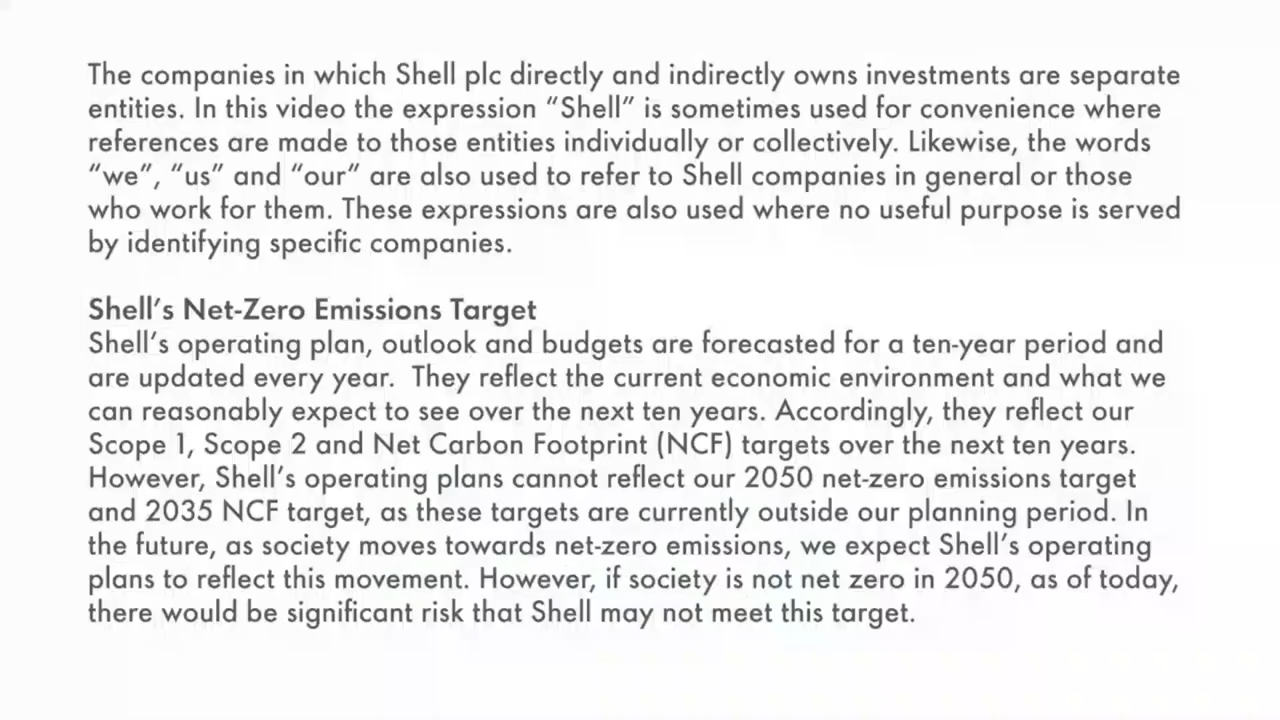 The companies in which Shell plc directly and indirectly owns investments are separate
entities. In this video the expression “Shell” is sometimes used for convenience where
references are made to those entities individually or collectively. Likewise, the words
“we”, “us” and “our” are also used to refer to Shell companies in general or those
who work for them. These expressions are also used where no useful purpose is served
by identifying specific companies.
Shell’s Net-Zero Emissions Target
Shell’s operating plan, outlook and budgets are forecasted for a ten-year period and
are updated every year.  They reflect the current economic environment and what we
can reasonably expect to see over the next ten years. Accordingly, they reflect our
Scope 1, Scope 2 and Net Carbon Footprint (NCF) targets over the next ten years.
However, Shell’s operating plans cannot reflect our 2050 net-zero emissions target
and 2035 NCF target, as these targets are currently outside our planning period. In
the future, as society moves towards net-zero emissions, we expect Shell’s operating
plans to reflect this movement. However, if society is not net zero in 2050, as of today,
there would be significant risk that Shell may not meet this target.